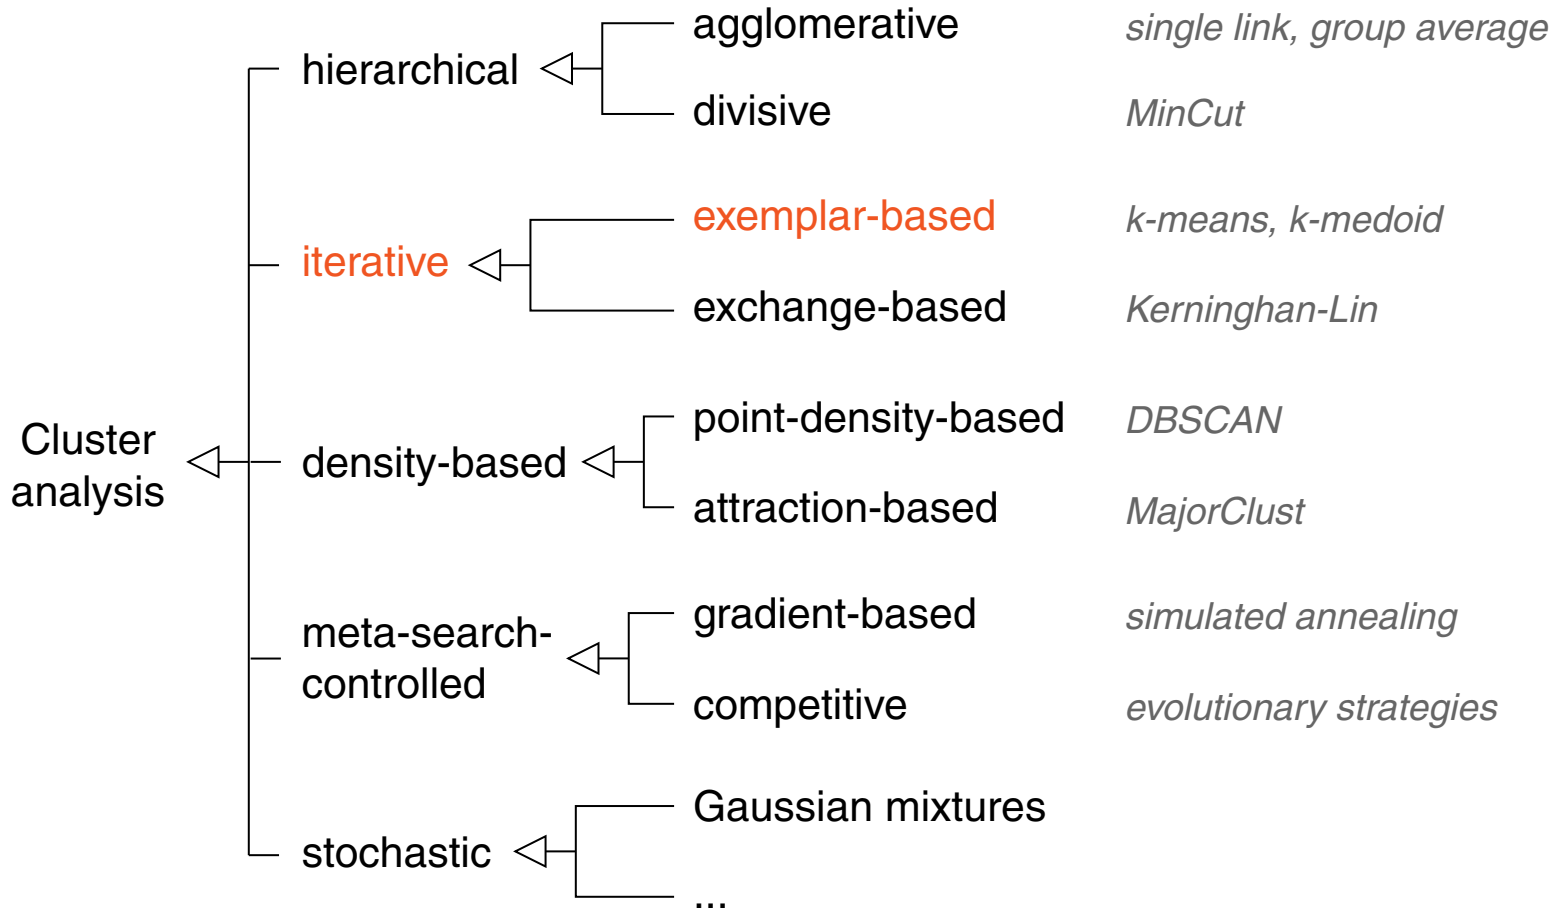 agglomerative
single link, group average
hierarchical
divisive
MinCut
exemplar-based
k-means, k-medoid
iterative
exchange-based
Kerninghan-Lin
Cluster
analysis
point-density-based
DBSCAN
density-based
attraction-based
MajorClust
gradient-based
simulated annealing
meta-search-
controlled
competitive
evolutionary strategies
Gaussian mixtures
stochastic
...